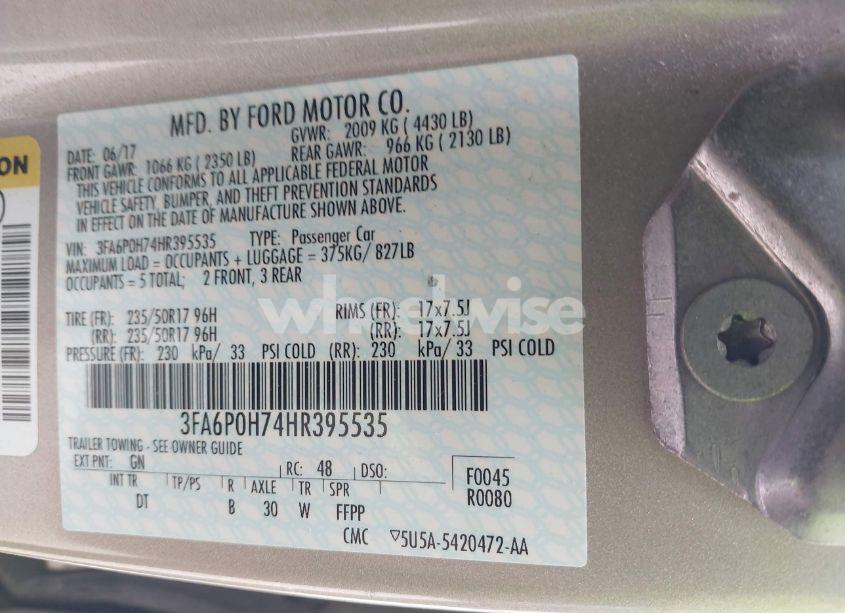 ON
MFD. BY FORD MOTOR CO.
DATE: 06/17 GVWR: 2009 KG ( 4430 LB)
FRONT GAWR: 1066 KG ( 2350 LB) REAR GAWR: 966 KG ( 2130 LB)
THIS VEHICLE CONFORMS TO ALL APPLICABLE FEDERAL MOTOR
VEHICLE SAFETY, BUMPER, AND THEFT PREVENTION STANDARDS
IN EFFECT ON THE DATE OF MANUFACTURE SHOWN ABOVE.
VIN: 3FA6P0H74HR395535 TYPE: Passenger Car
MAXIMUM LOAD = OCCUPANTS + LUGGAGE = 375KG/ 827LB
OCCUPANTS = 5 TOTAL; 2 FRONT, 3 REAR
wheelwise
TIRE (FR): 235/50R17 96H RIMS (FR): 17x7.5J
(RR): 235/50R17 96H (RR): 17x7.5J
PRESSURE (FR): 230 kPa/ 33 PSI COLD (RR): 230 kPa/ 33 PSI COLD
3FA6P0H74HR395535
TRAILER TOWING - SEE OWNER GUIDE
EXT PNT: GN RC: 48 DSO: F0045
INT TR TP/PS R AXLE TR SPR R0080
DT B 30 W FFPP
CMC ▽5U5A-5420472-AA